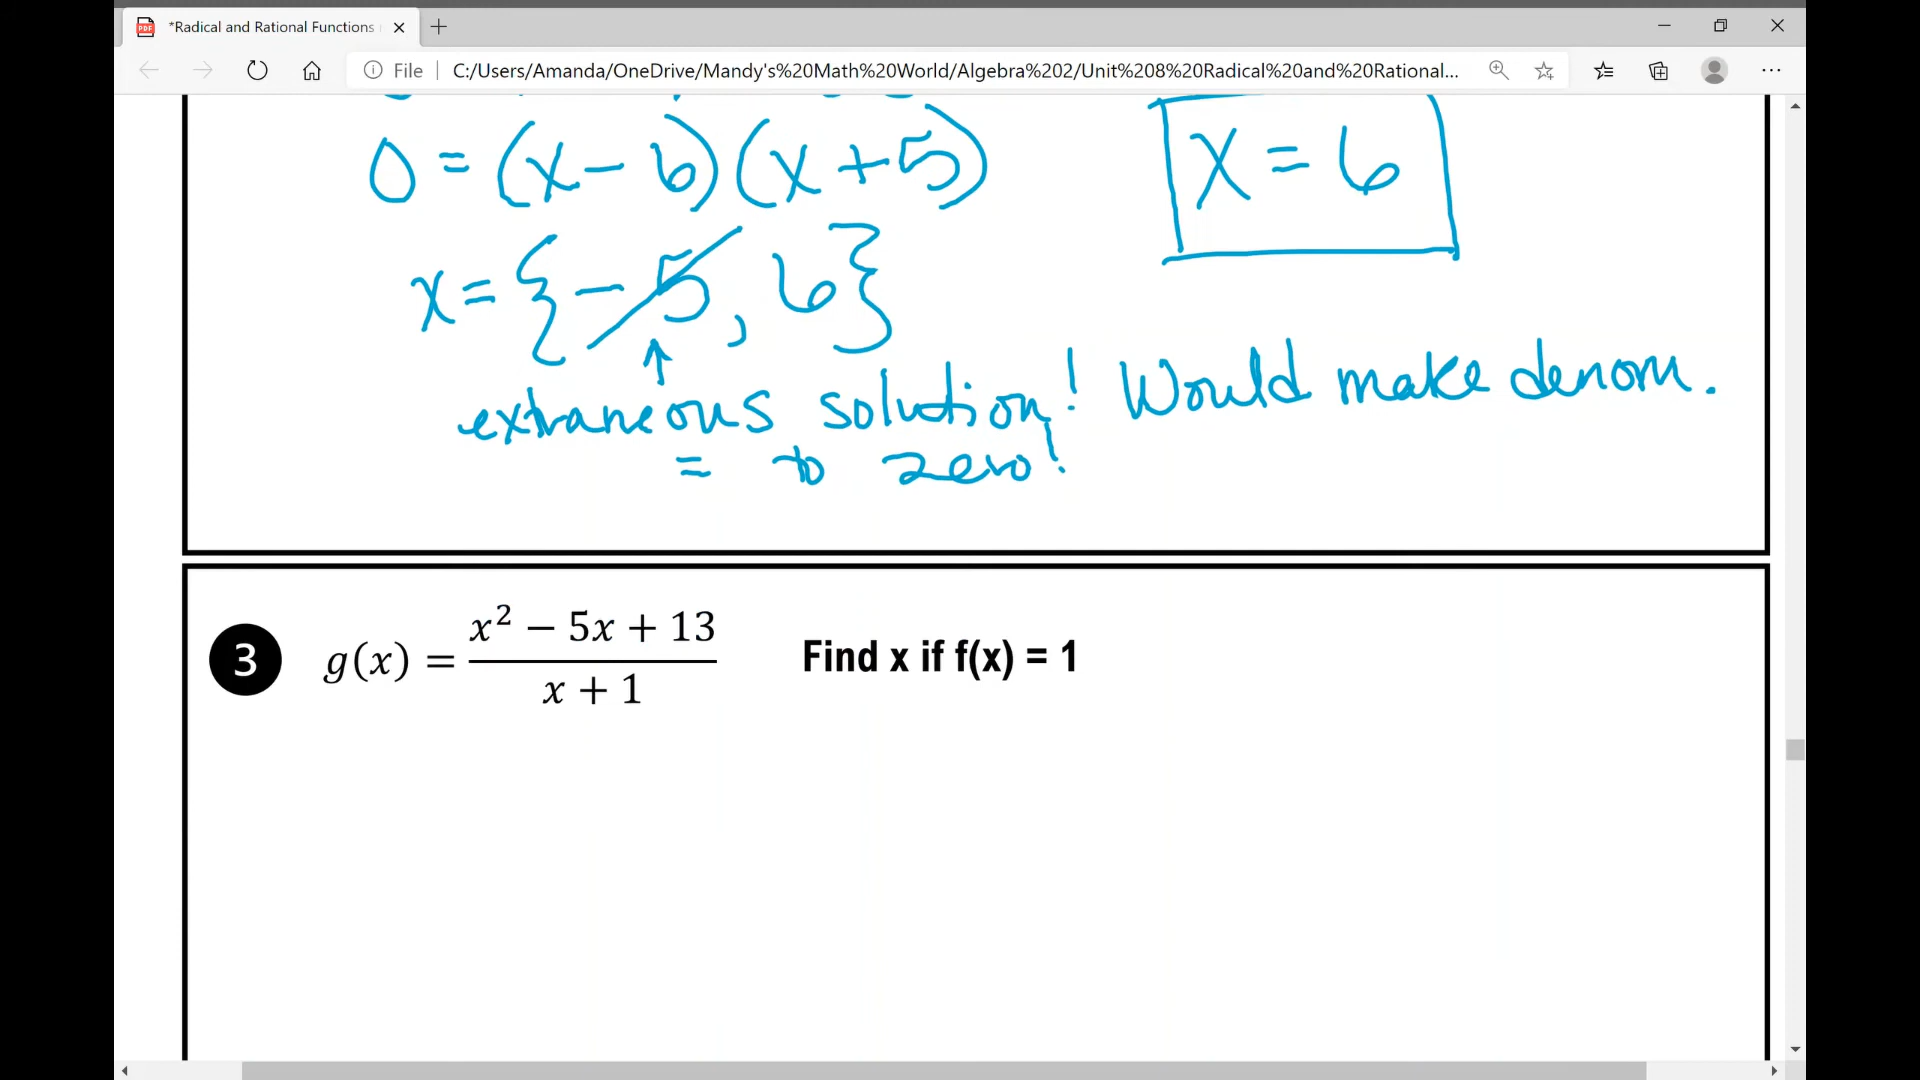 *Radical and Rational Functions
File C:/Users/Amanda/OneDrive/Mandy's%20Math%20World/Algebra%202/Unit%208%20Radical%20and%20Rational...
0 = (x - 6)(x + 5)
x = 6
x = {-5, 6}
extraneous solution! Would make denom.
= to zero!
3 g(x) = (x² − 5x + 13)/(x + 1) Find x if f(x) = 1